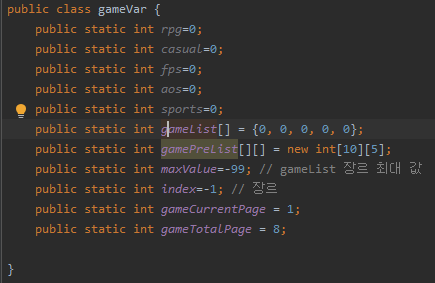 public class gameVar {
public static int rpg=0;
public static int casual=0;
public static int fps=0;
public static int aos=0;
public static int sports=0;
public static int gameList[] = {0, 0, 0, 0, 0};
public static int gamePreList[][] = new int[10][5];
public static int maxValue=-99; // gameList 장르 최대 값
public static int index=-1; // 장르
public static int gameCurrentPage = 1;
public static int gameTotalPage = 8;
}